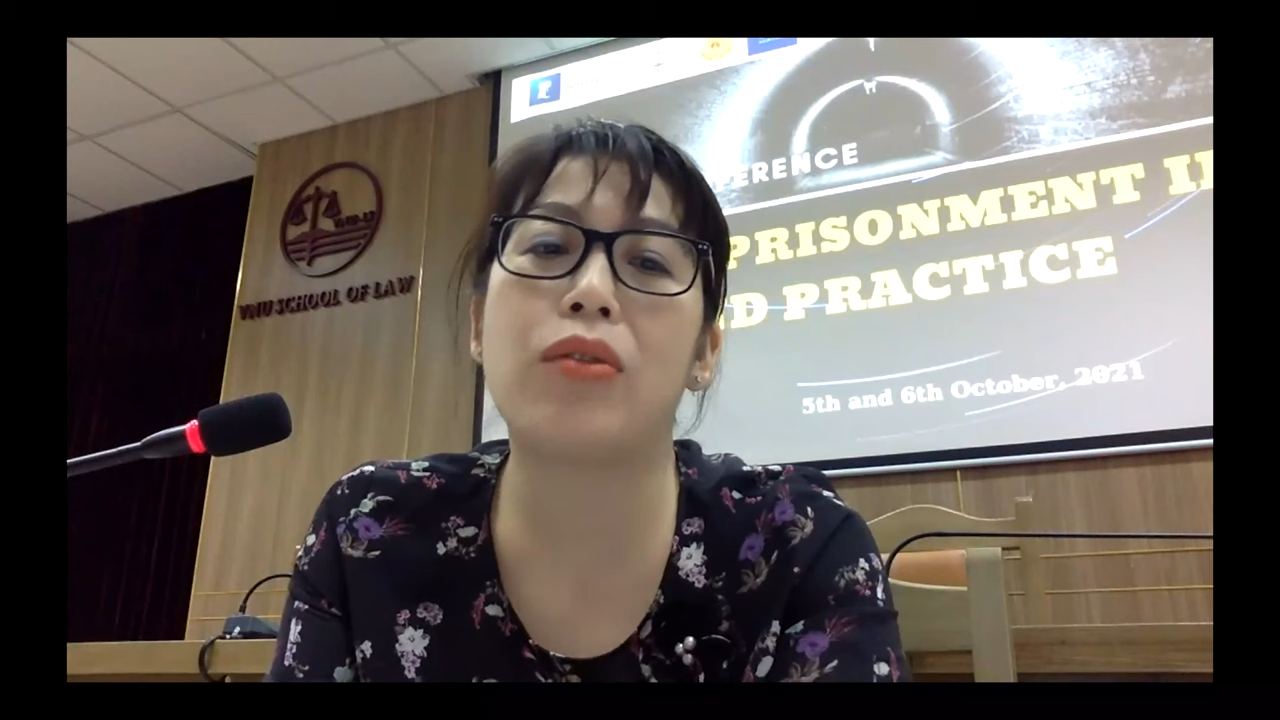 VNU SCHOOL OF LAW
ERENCE
PRISONMENT I
D PRACTICE
5th and 6th October, 2021